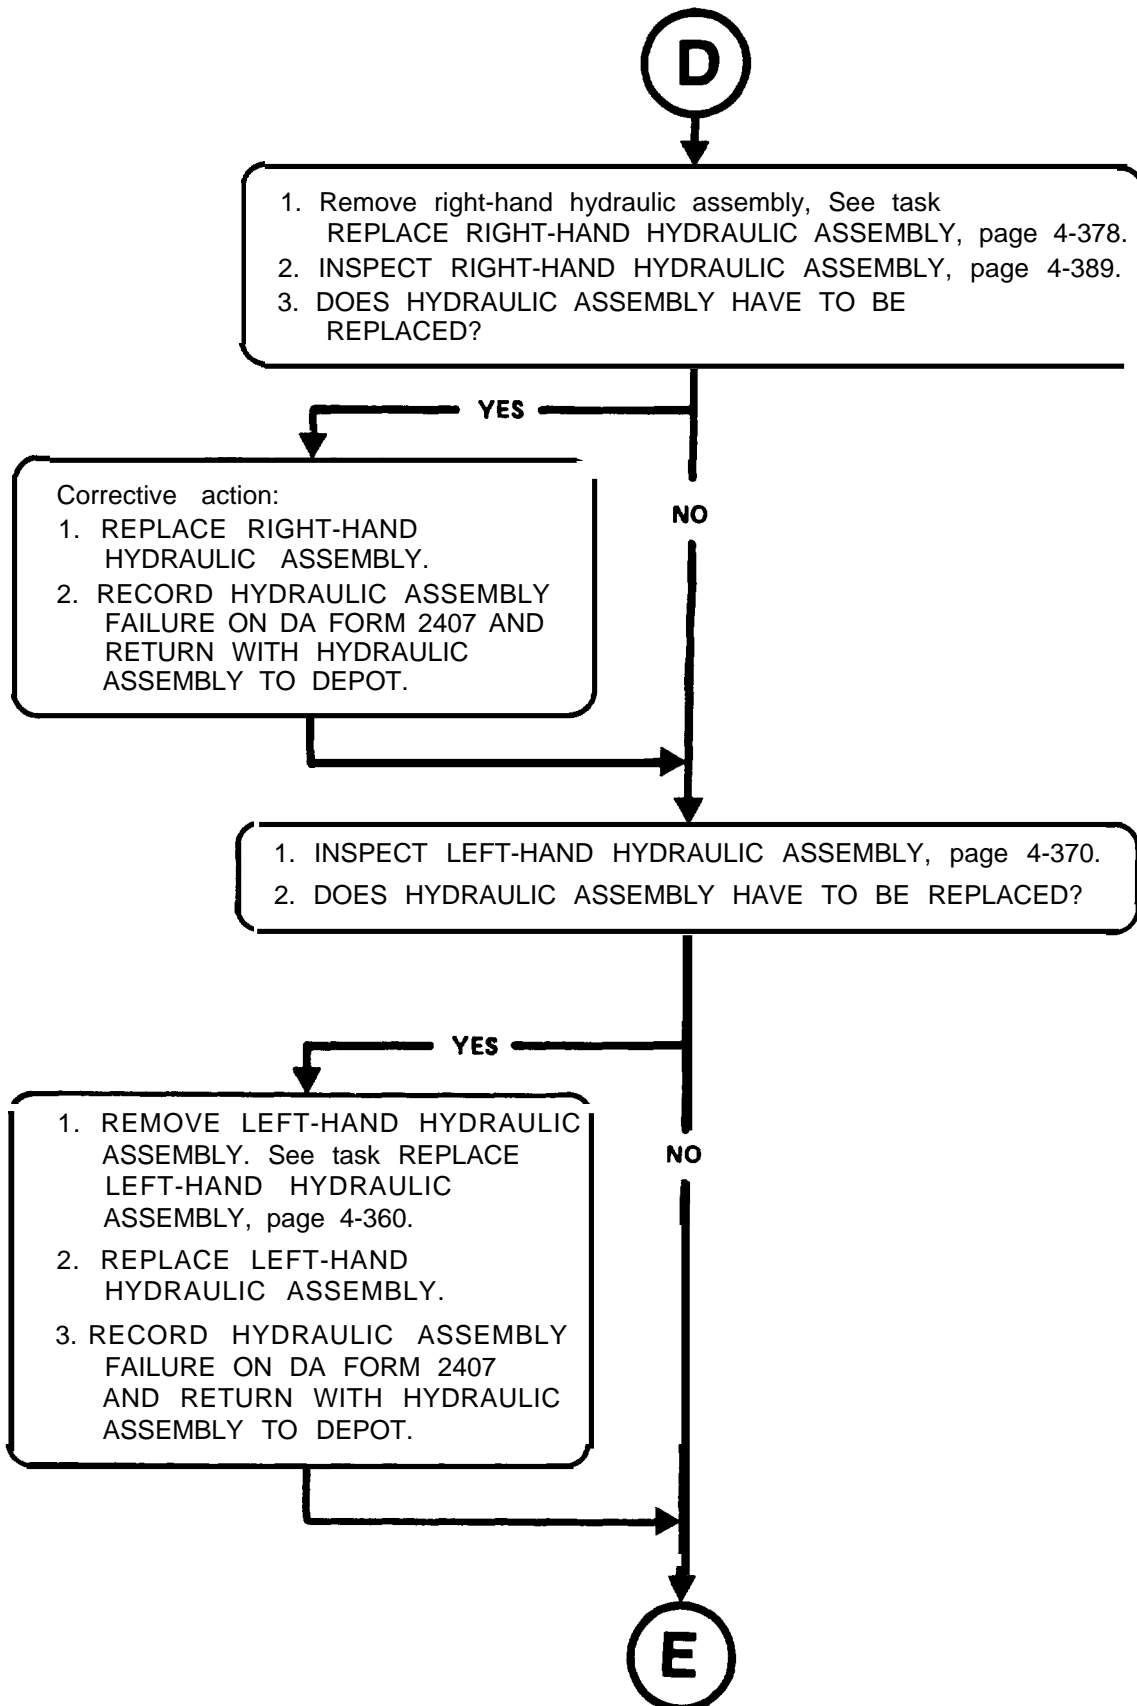 D
1. Remove right-hand hydraulic assembly, See task
REPLACE RIGHT-HAND HYDRAULIC ASSEMBLY, page 4-378.
2. INSPECT RIGHT-HAND HYDRAULIC ASSEMBLY, page 4-389.
3. DOES HYDRAULIC ASSEMBLY HAVE TO BE
REPLACED?
YES
NO
Corrective action:
1. REPLACE RIGHT-HAND
HYDRAULIC ASSEMBLY.
2. RECORD HYDRAULIC ASSEMBLY
FAILURE ON DA FORM 2407 AND
RETURN WITH HYDRAULIC
ASSEMBLY TO DEPOT.
1. INSPECT LEFT-HAND HYDRAULIC ASSEMBLY, page 4-370.
2. DOES HYDRAULIC ASSEMBLY HAVE TO BE REPLACED?
YES
NO
1. REMOVE LEFT-HAND HYDRAULIC
ASSEMBLY. See task REPLACE
LEFT-HAND HYDRAULIC
ASSEMBLY, page 4-360.
2. REPLACE LEFT-HAND
HYDRAULIC ASSEMBLY.
3. RECORD HYDRAULIC ASSEMBLY
FAILURE ON DA FORM 2407
AND RETURN WITH HYDRAULIC
ASSEMBLY TO DEPOT.
E